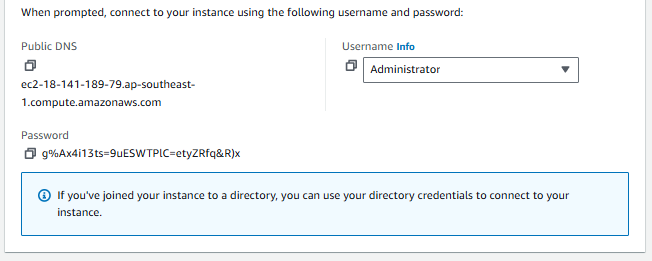 When prompted, connect to your instance using the following username and password:
Public DNS
ec2-18-141-189-79.ap-southeast-
1.compute.amazonaws.com
Username Info
Administrator
Password
g%Ax4i13ts=9uESWTPlC=etyZRfq&R)x
If you've joined your instance to a directory, you can use your directory credentials to connect to your
instance.